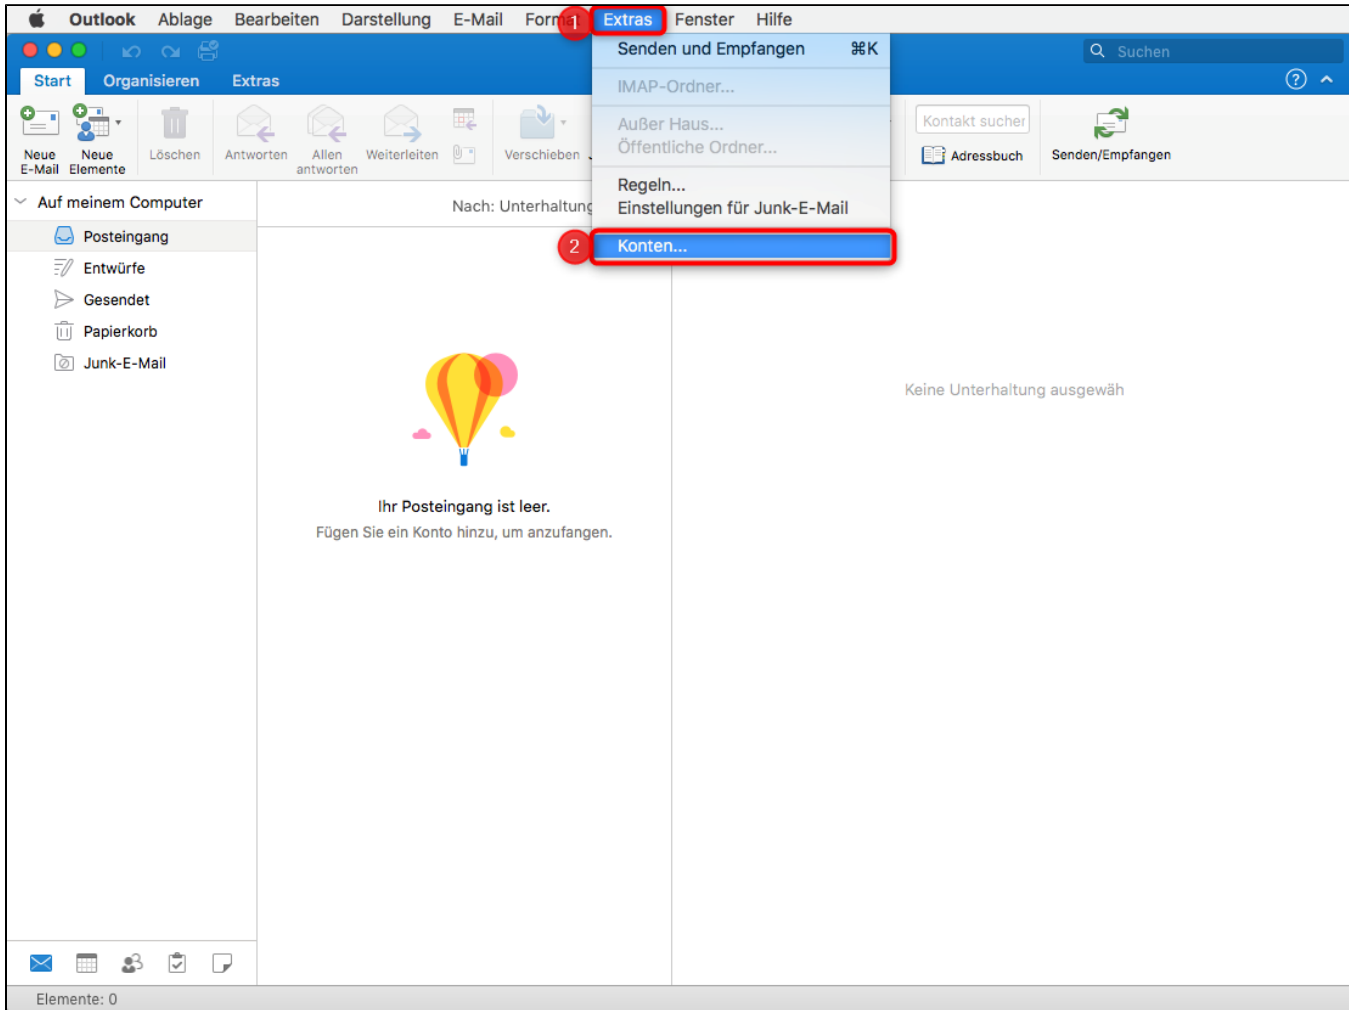 Outlook Ablage Bearbeiten Darstellung E-Mail Format 1 Extras Fenster Hilfe
Suchen
Start Organisieren Extras
Senden und Empfangen ⌘K
IMAP-Ordner...
Außer Haus...
Öffentliche Ordner...
Regeln...
Einstellungen für Junk-E-Mail
2 Konten...
Neue E-Mail
Neue Elemente
Löschen
Antworten
Allen antworten
Weiterleiten
Verschieben
Kontakt sucher
Adressbuch
Senden/Empfangen
Auf meinem Computer
Posteingang
Entwürfe
Gesendet
Papierkorb
Junk-E-Mail
Nach: Unterhaltung
Ihr Posteingang ist leer.
Fügen Sie ein Konto hinzu, um anzufangen.
Keine Unterhaltung ausgewäh
Elemente: 0